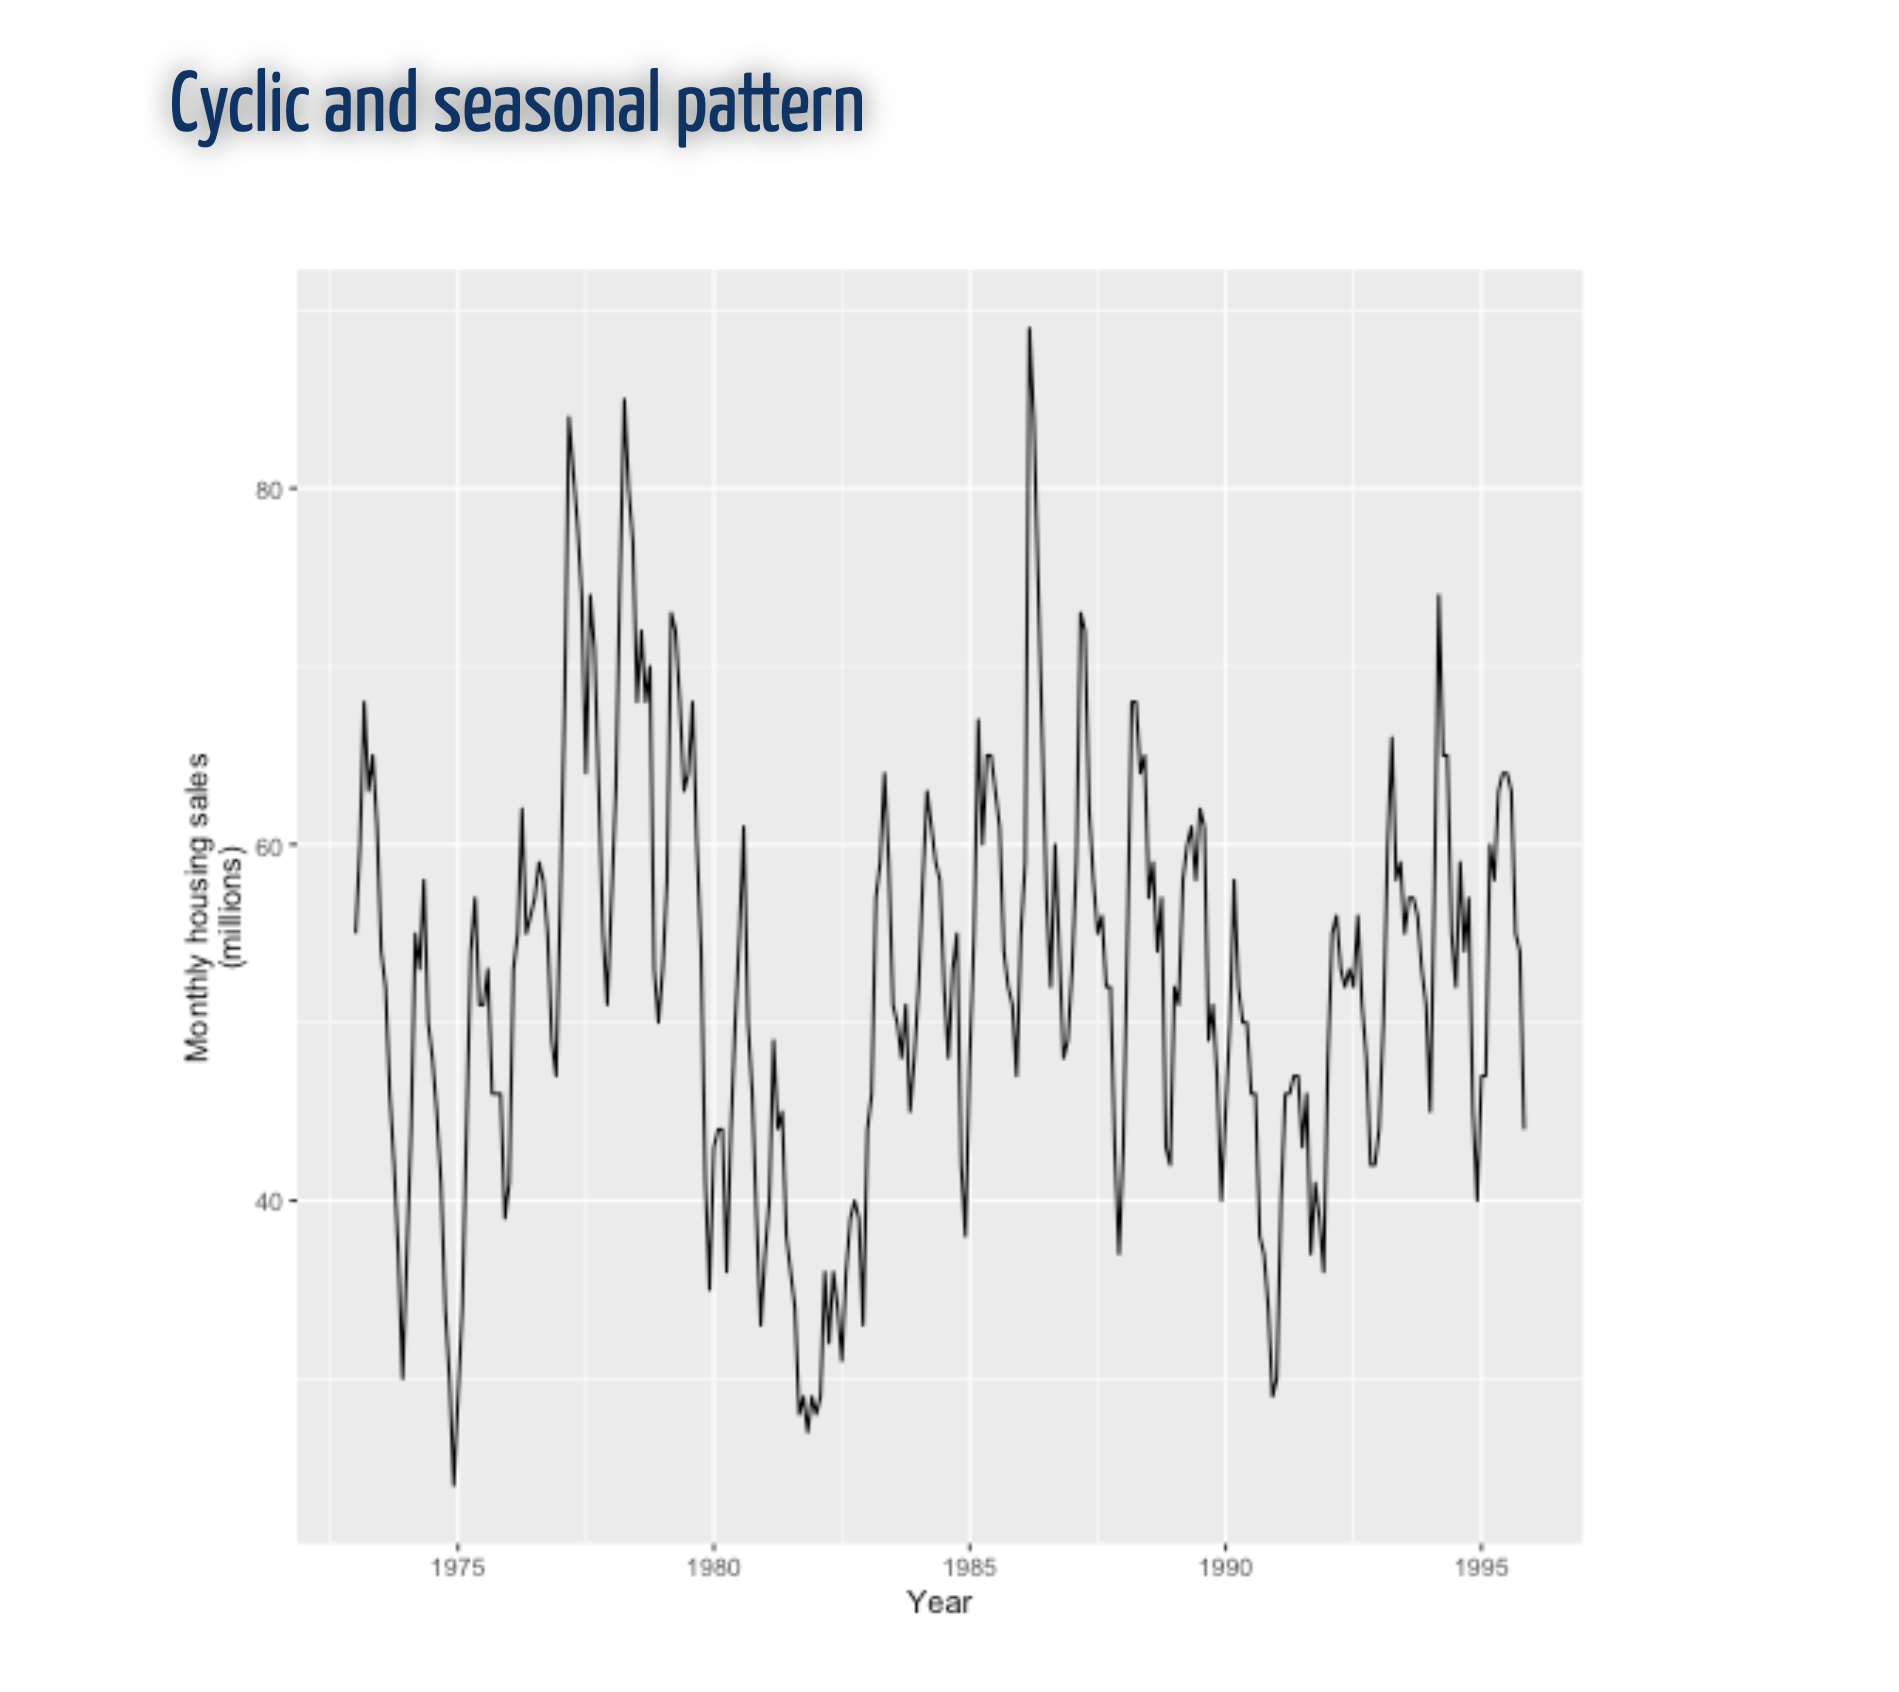 Cyclic and seasonal pattern
80
60
40
Monthly housing sales
(millions)
1975 1980 1985 1990 1995
Year